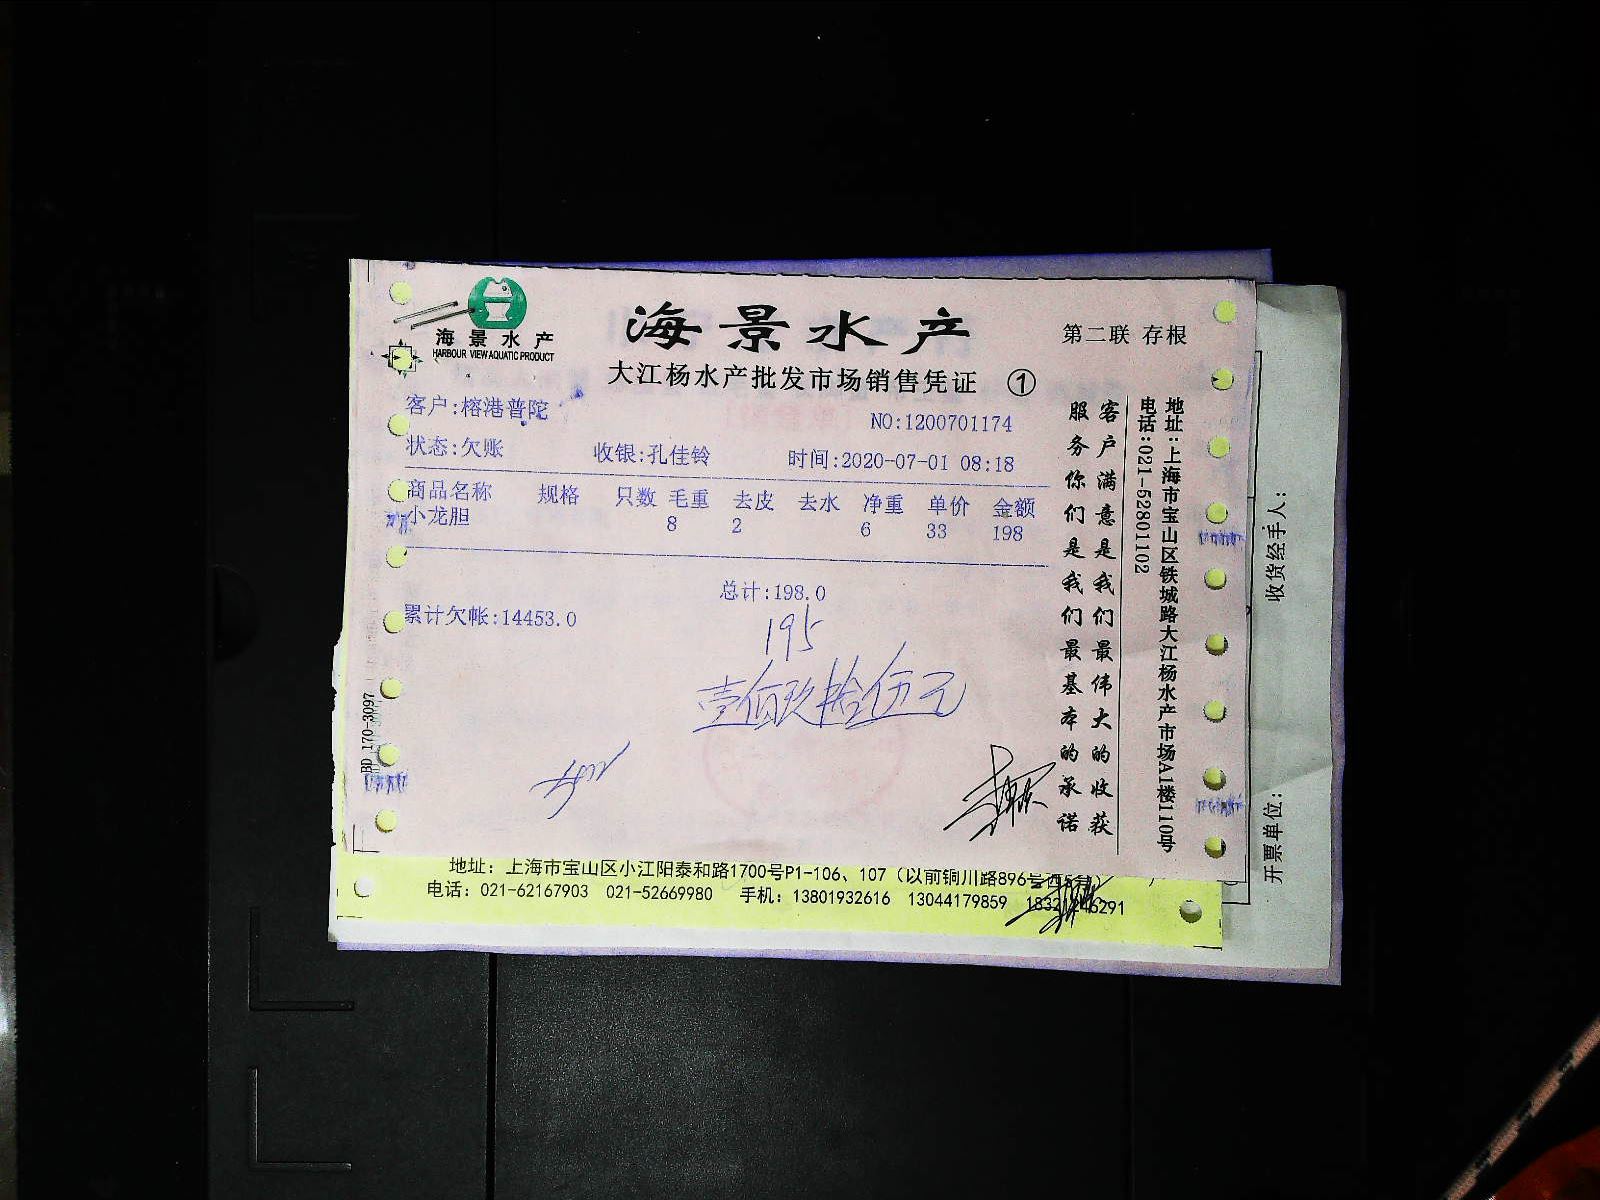 海景水产
HARBOUR VIEW AQUATIC PRODUCT
海景水产
第二联 存根
大江杨水产批发市场销售凭证 ①
客户:榕港普陀
NO:1200701174
状态:欠账 收银:孔佳铃 时间:2020-07-01 08:18
商品名称 规格 只数 毛重 去皮 去水 净重 单价 金额
小龙胆 8 2 6 33 198
总计:198.0
累计欠帐:14453.0
195
壹佰玖拾伍元
客户满意是我们最伟大的收获
服务你们是我们最基本的承诺
地址:上海市宝山区铁城路大江杨水产市场A1楼110号
电话:021-52801102
BD 170-3097
收货经手人:
开票单位:
地址: 上海市宝山区小江阳泰和路1700号P1-106、107(以前铜川路896号西5号)
电话: 021-62167903 021-52669980 手机: 13801932616 13044179859